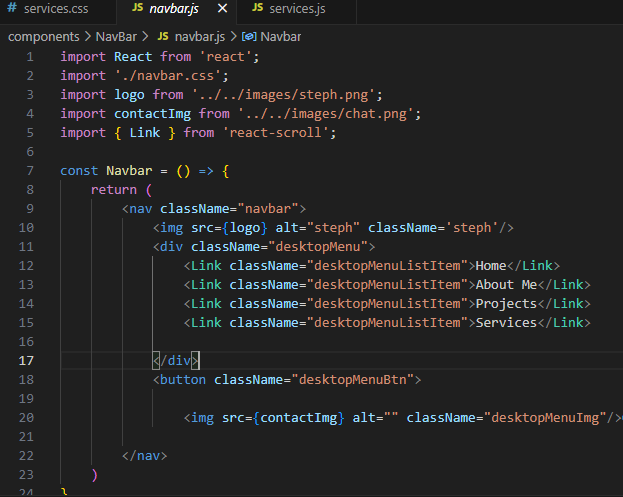 # services.css
JS navbar.js ×
JS services.js
components > NavBar > JS navbar.js > Navbar
1 import React from 'react';
2 import './navbar.css';
3 import logo from '../../images/steph.png';
4 import contactImg from '../../images/chat.png';
5 import { Link } from 'react-scroll';
6
7 const Navbar = () => {
8 return (
9 <nav className="navbar">
10 <img src={logo} alt="steph" className='steph'/>
11 <div className="desktopMenu">
12 <Link className="desktopMenuListItem">Home</Link>
13 <Link className="desktopMenuListItem">About Me</Link>
14 <Link className="desktopMenuListItem">Projects</Link>
15 <Link className="desktopMenuListItem">Services</Link>
16
17 </div>
18 <button className="desktopMenuBtn">
19
20 <img src={contactImg} alt="" className="desktopMenuImg"/>
21
22 </nav>
23 )
24 }